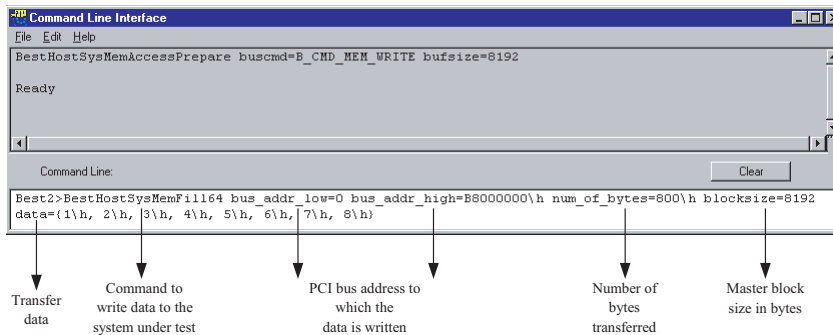 Command Line Interface
File Edit Help
BestHostSysMemAccessPrepare buscmd=B_CMD_MEM_WRITE bufsize=8192
Ready
Command Line:
Clear
Best2>BestHostSysMemFill64 bus_addr_low=0 bus_addr_high=B8000000\h num_of_bytes=800\h blocksize=8192
data={1\h, 2\h, 3\h, 4\h, 5\h, 6\h, 7\h, 8\h}
Transfer
data
Command to
write data to the
system under test
PCI bus address to
which the
data is written
Number of
bytes
transferred
Master block
size in bytes